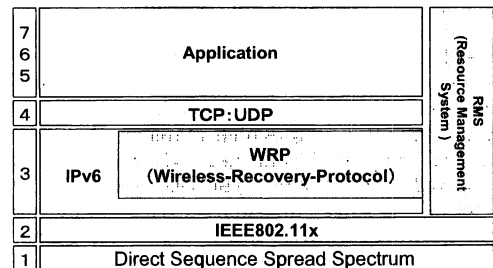 7
6
5
Application
RMS
(Resource Management
System)
4
TCP:UDP
3
IPv6
WRP
(Wireless-Recovery-Protocol)
2
IEEE802.11x
1
Direct Sequence Spread Spectrum